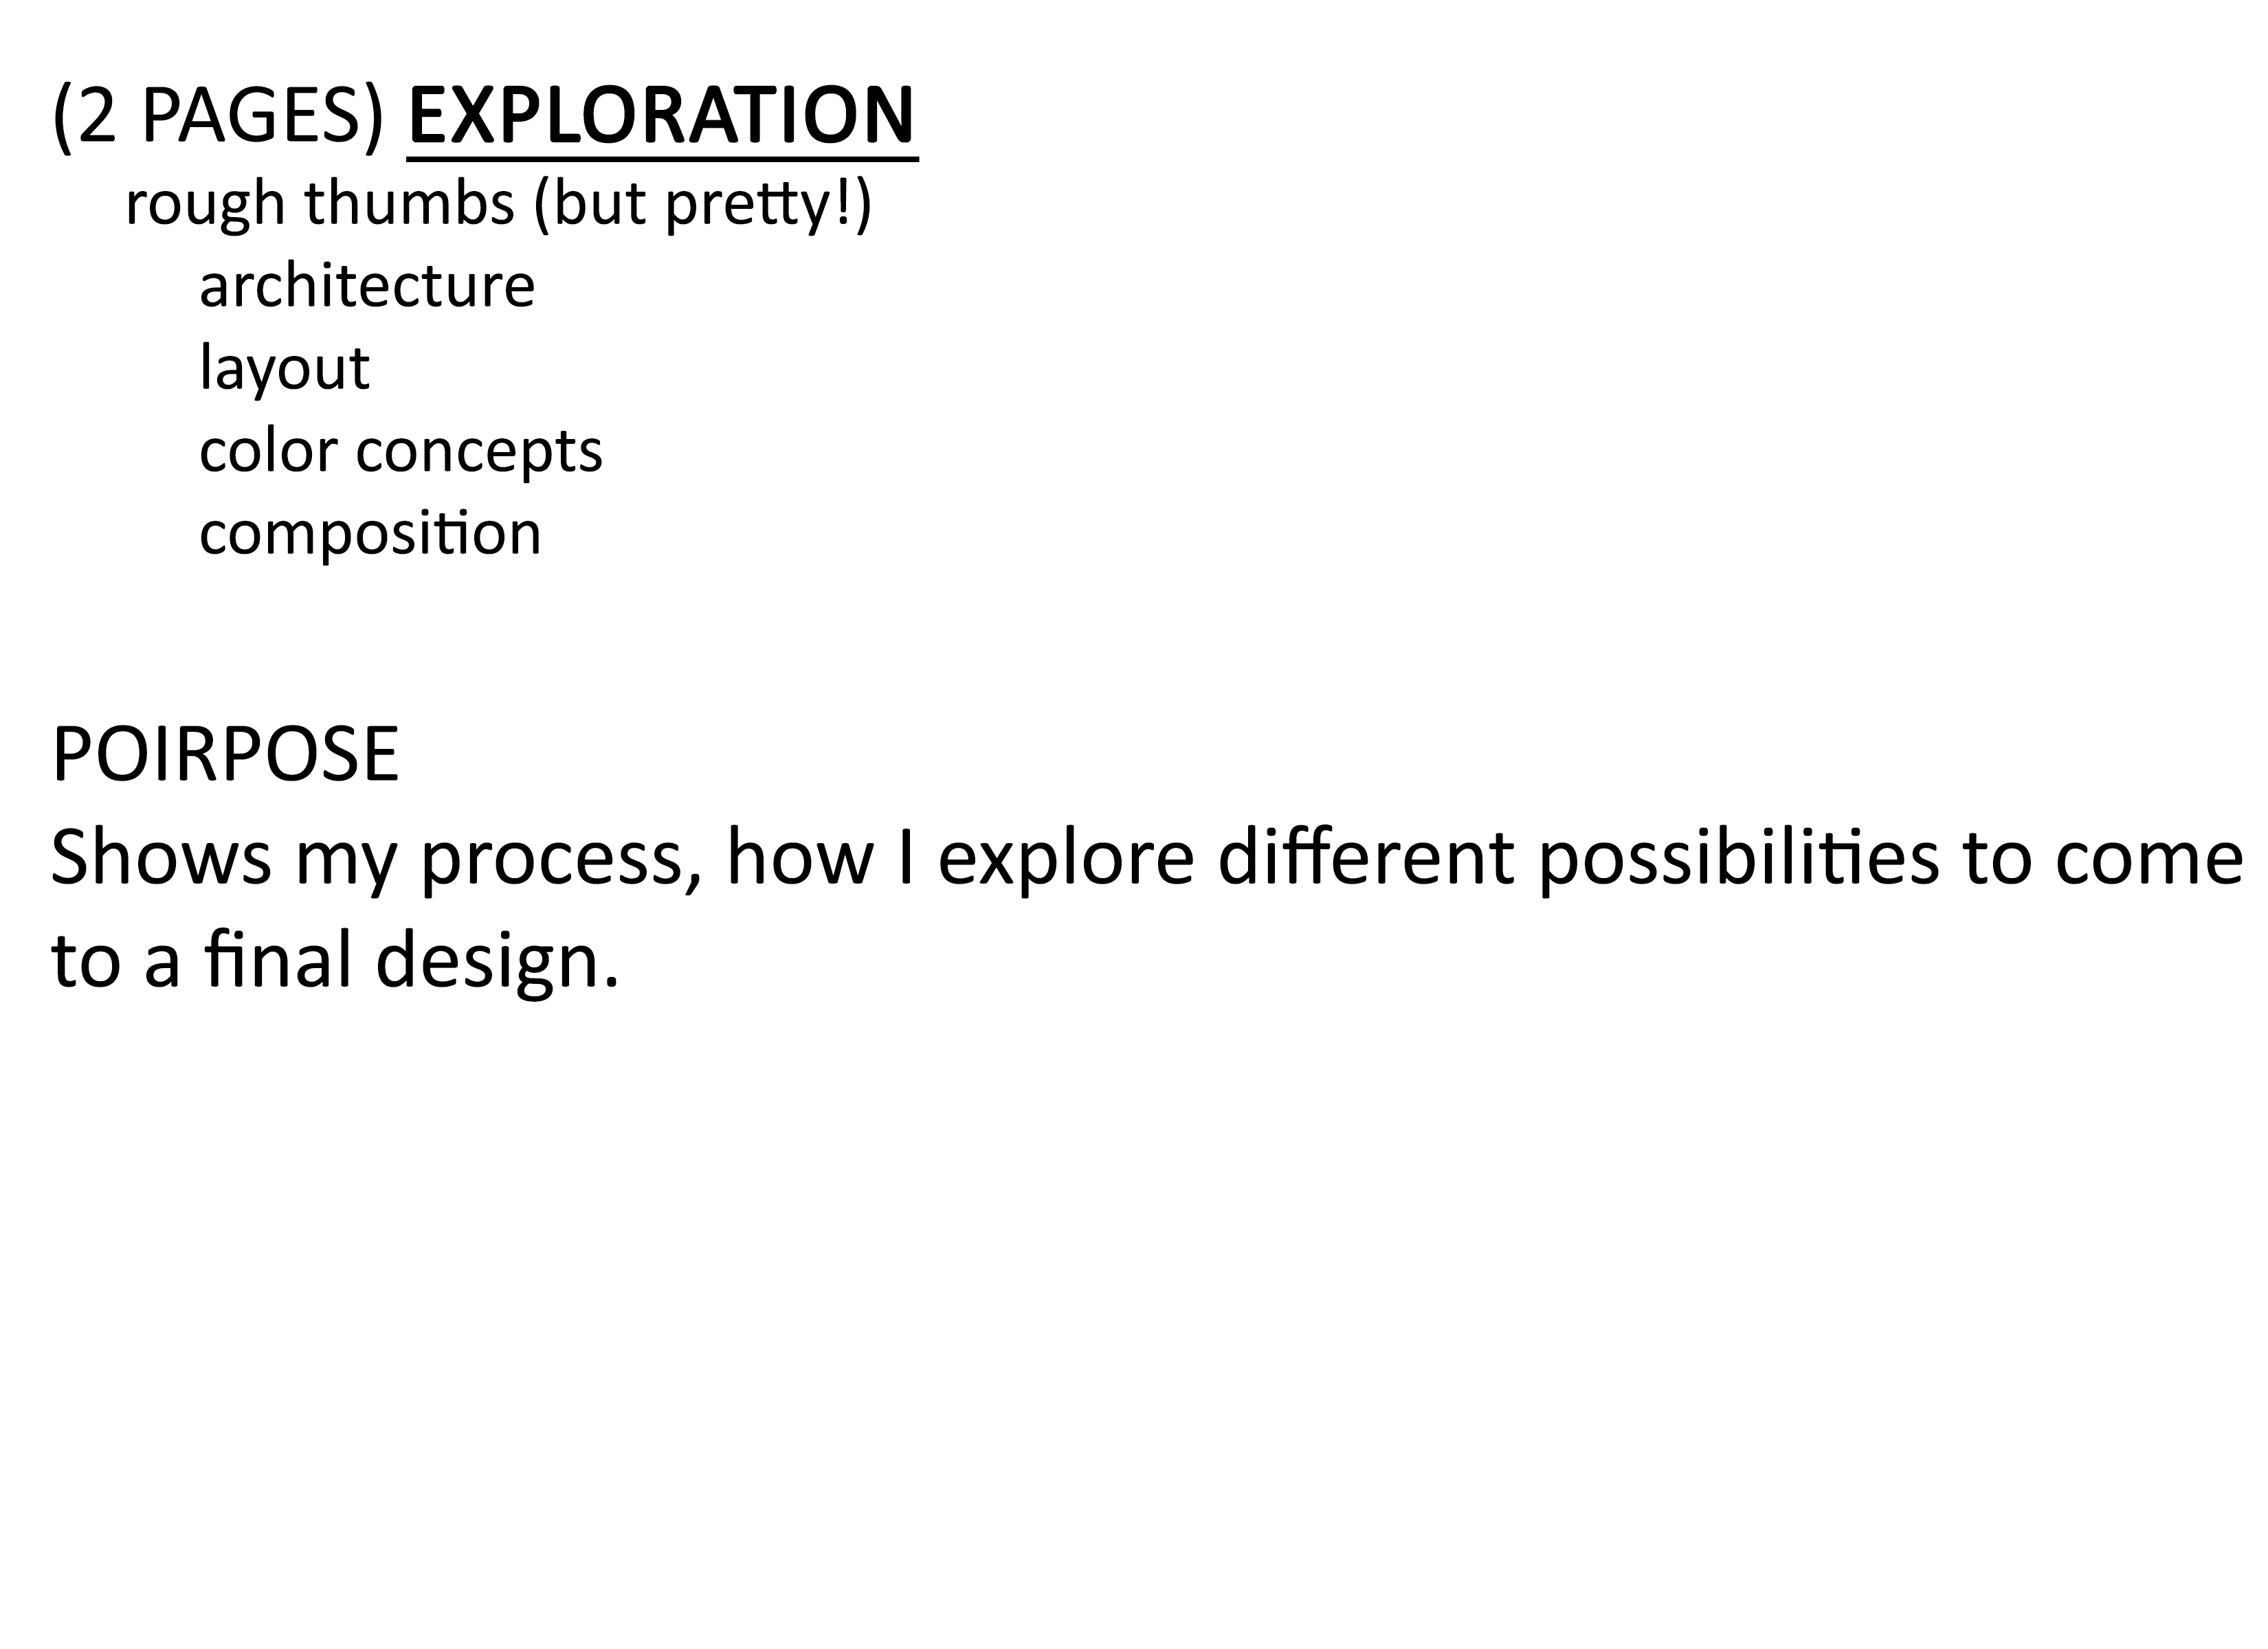 (2 PAGES) EXPLORATION
rough thumbs (but pretty!)
architecture
layout
color concepts
composition
POIRPOSE
Shows my process, how I explore different possibilities to come
to a final design.